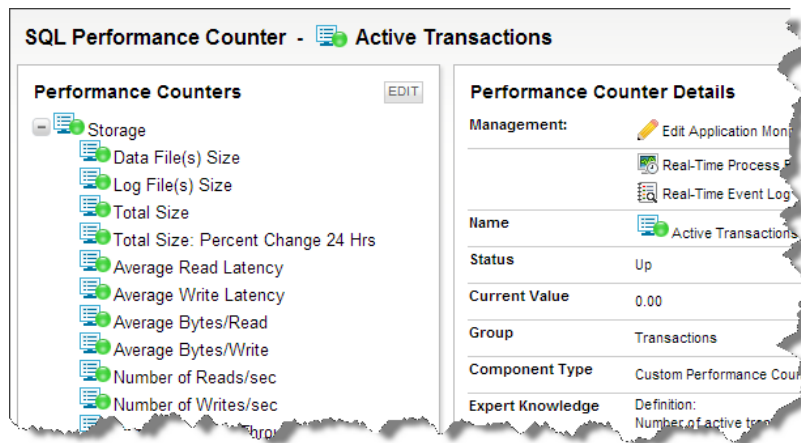 SQL Performance Counter - Active Transactions
Performance Counters
EDIT
Storage
Data File(s) Size
Log File(s) Size
Total Size
Total Size: Percent Change 24 Hrs
Average Read Latency
Average Write Latency
Average Bytes/Read
Average Bytes/Write
Number of Reads/sec
Number of Writes/sec
Performance Counter Details
Management:
Edit Application
Real-Time Process
Real-Time Event Log
Name
Active Transactions
Status
Up
Current Value
0.00
Group
Transactions
Component Type
Custom Performance
Expert Knowledge
Definition:
Number of active